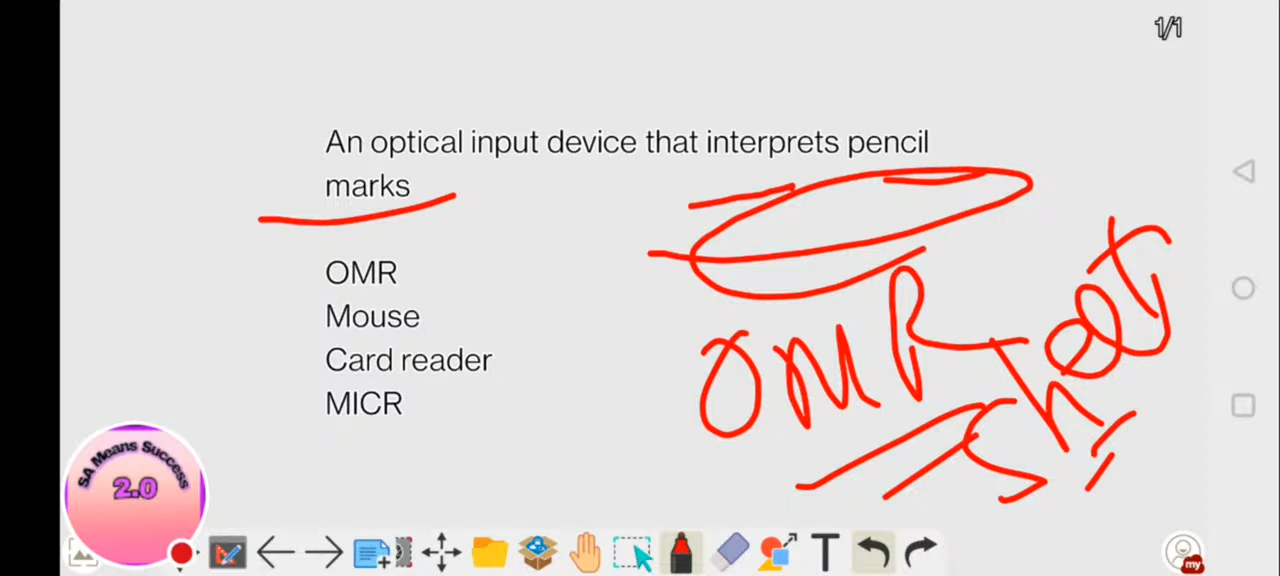 1/1
An optical input device that interprets pencil
marks
OMR
Mouse
Card reader
MICR
OMR
Sheet
SA Means Success
2.0
T
my